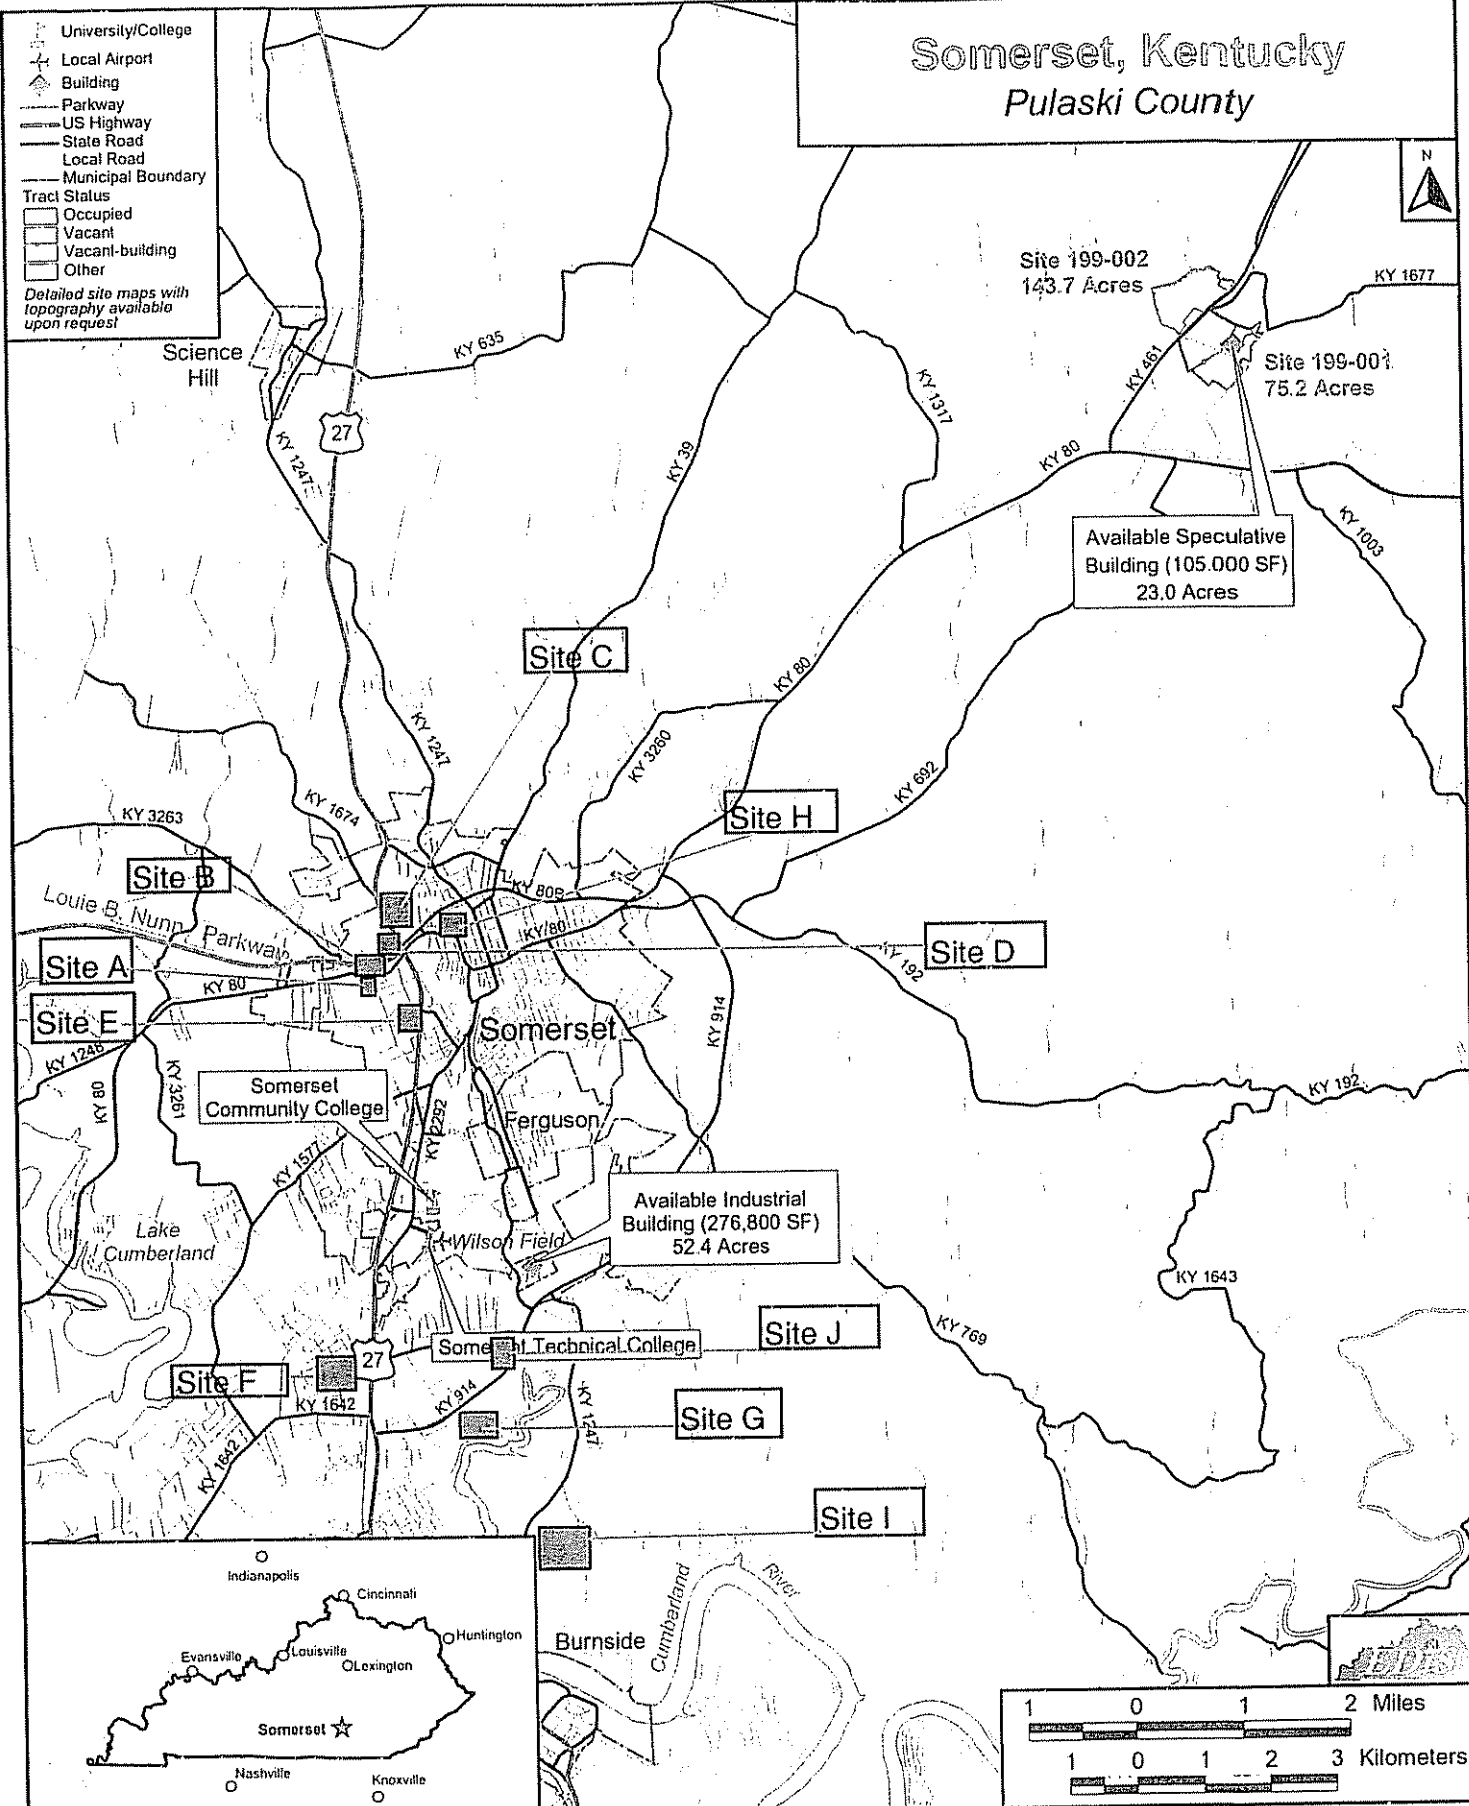 University/College
Local Airport
Building
Parkway
US Highway
State Road
Local Road
Municipal Boundary
Tract Status
Occupied
Vacant
Vacant-building
Other
Detailed site maps with
topography available
upon request
Somerset, Kentucky
Pulaski County
N
Site 199-002
143.7 Acres
KY 1677
KY 461
Site 199-001
75.2 Acres
Science
Hill
KY 635
27
KY 1247
KY 1317
KY 39
KY 80
KY 1003
Available Speculative
Building (105.000 SF)
23.0 Acres
Site C
KY 80
KY 1247
KY 3260
KY 692
KY 3263
KY 1674
Site H
Site B
KY 80B
Louie B. Nunn Parkway
KY 80
Site D
Site A
KY 80
KY 192
Site E
Somerset
KY 914
KY 1248
KY 80
KY 3261
Somerset
Community College
KY 2292
Ferguson
KY 192
KY 1577
Available Industrial
Building (276,800 SF)
52.4 Acres
Lake
Cumberland
Wilson Field
KY 1643
Site J
KY 769
27
Technical College
Site F
KY 1642
KY 914
KY 1247
Site G
KY 1642
Site I
Indianapolis
Cincinnati
Huntington
Evansville
Louisville
Lexington
Somerset
Nashville
Knoxville
Burnside
Cumberland
River
1 0 1 2 Miles
1 0 1 2 3 Kilometers